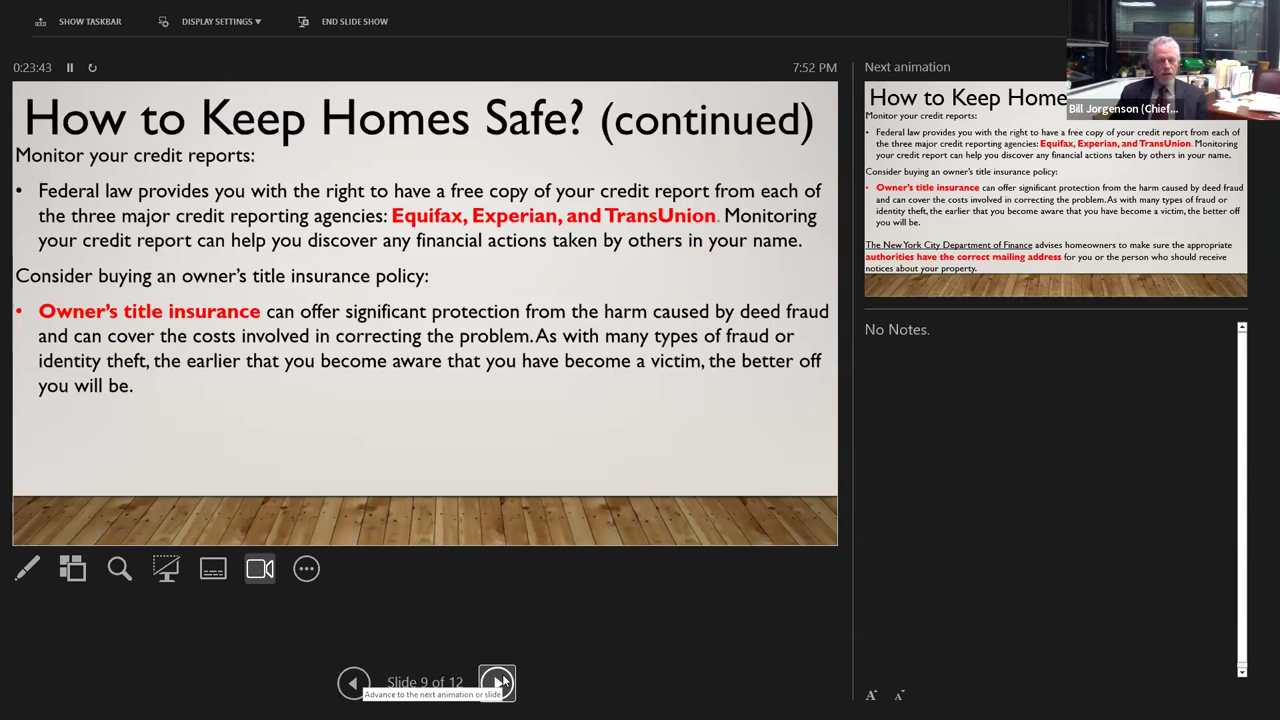 SHOW TASKBAR
DISPLAY SETTINGS ▼
END SLIDE SHOW
0:23:43
7:52 PM
How to Keep Homes Safe? (continued)
Monitor your credit reports:
• Federal law provides you with the right to have a free copy of your credit report from each of
the three major credit reporting agencies: Equifax, Experian, and TransUnion. Monitoring
your credit report can help you discover any financial actions taken by others in your name.
Consider buying an owner's title insurance policy:
• Owner's title insurance can offer significant protection from the harm caused by deed fraud
and can cover the costs involved in correcting the problem. As with many types of fraud or
identity theft, the earlier that you become aware that you have become a victim, the better off
you will be.
Slide 9 of 12
Advance to the next animation or slide
Next animation
Bill Jorgenson (Chief...
How to Keep Home
Monitor your credit reports:
• Federal law provides you with the right to have a free copy of your credit report from each of
the three major credit reporting agencies: Equifax, Experian, and TransUnion. Monitoring
your credit report can help you discover any financial actions taken by others in your name.
Consider buying an owner's title insurance policy:
• Owner's title insurance can offer significant protection from the harm caused by deed fraud
and can cover the costs involved in correcting the problem. As with many types of fraud or
identity theft, the earlier that you become aware that you have become a victim, the better off
you will be.
The New York City Department of Finance advises homeowners to make sure the appropriate
authorities have the correct mailing address for you or the person who should receive
notices about your property.
No Notes.
A A